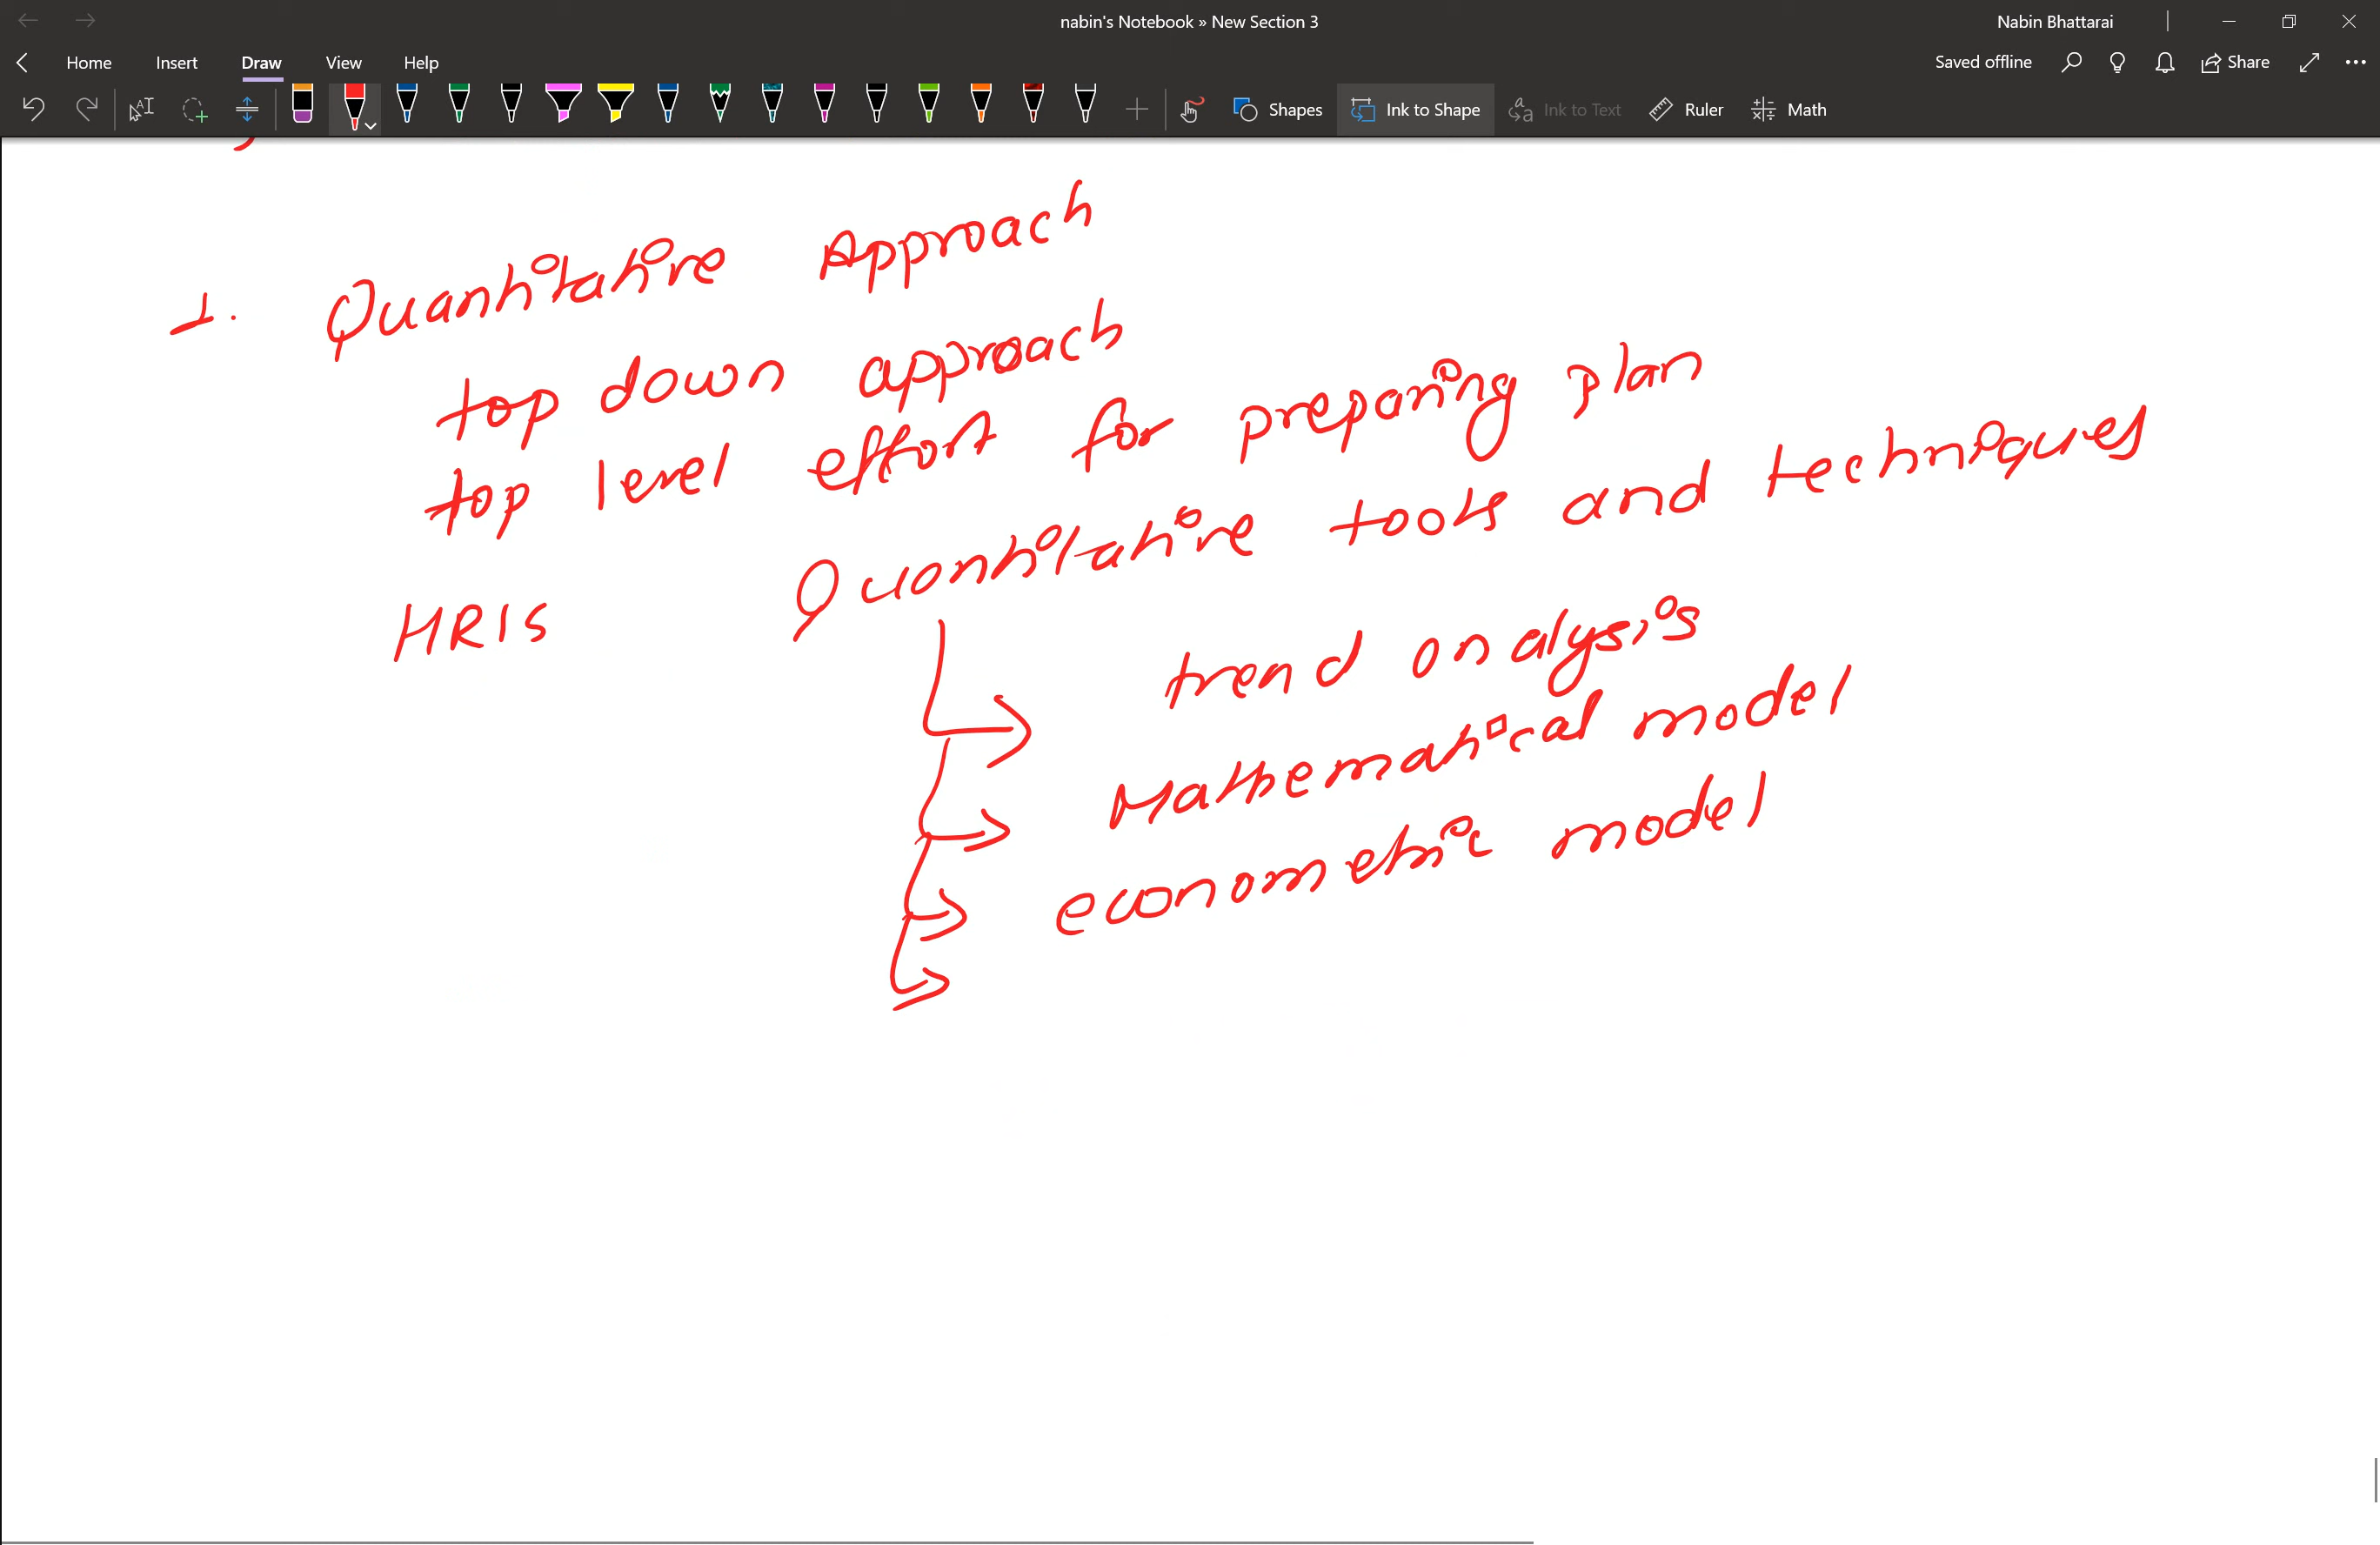 nabin's Notebook » New Section 3
Nabin Bhattarai
Home Insert Draw View Help
Saved offline
Share
Shapes
Ink to Shape
Ink to Text
Ruler
Math
1. Quantitative Approach
top down approach
top level effort for preparing plan
HRIS Quantitative tools and techniques
trend analysis
Mathematical model
econometric model